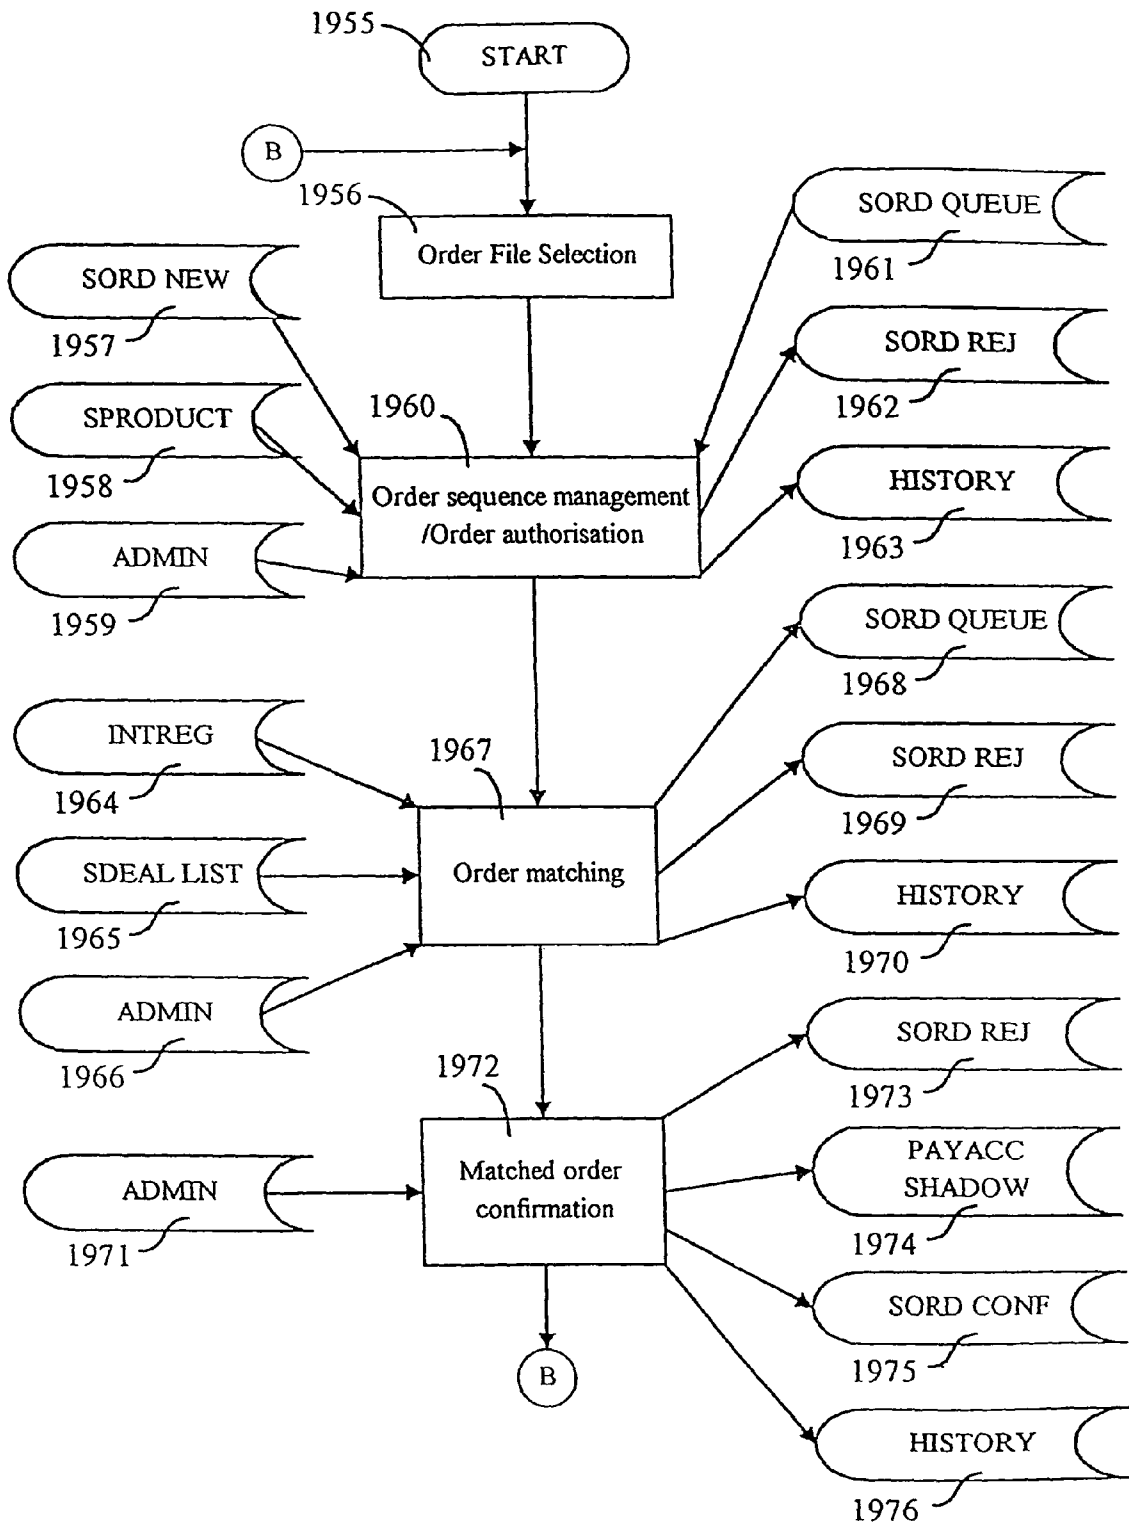 1955
START
B
1956
Order File Selection
SORD QUEUE
1961
SORD NEW
1957
SORD REJ
1962
SPRODUCT
1958
1960
Order sequence management
/Order authorisation
HISTORY
1963
ADMIN
1959
SORD QUEUE
1968
INTREG
1964
1967
SORD REJ
1969
SDEAL LIST
1965
Order matching
HISTORY
1970
ADMIN
1966
SORD REJ
1973
1972
Matched order
confirmation
PAYACC
SHADOW
1974
ADMIN
1971
SORD CONF
1975
B
HISTORY
1976